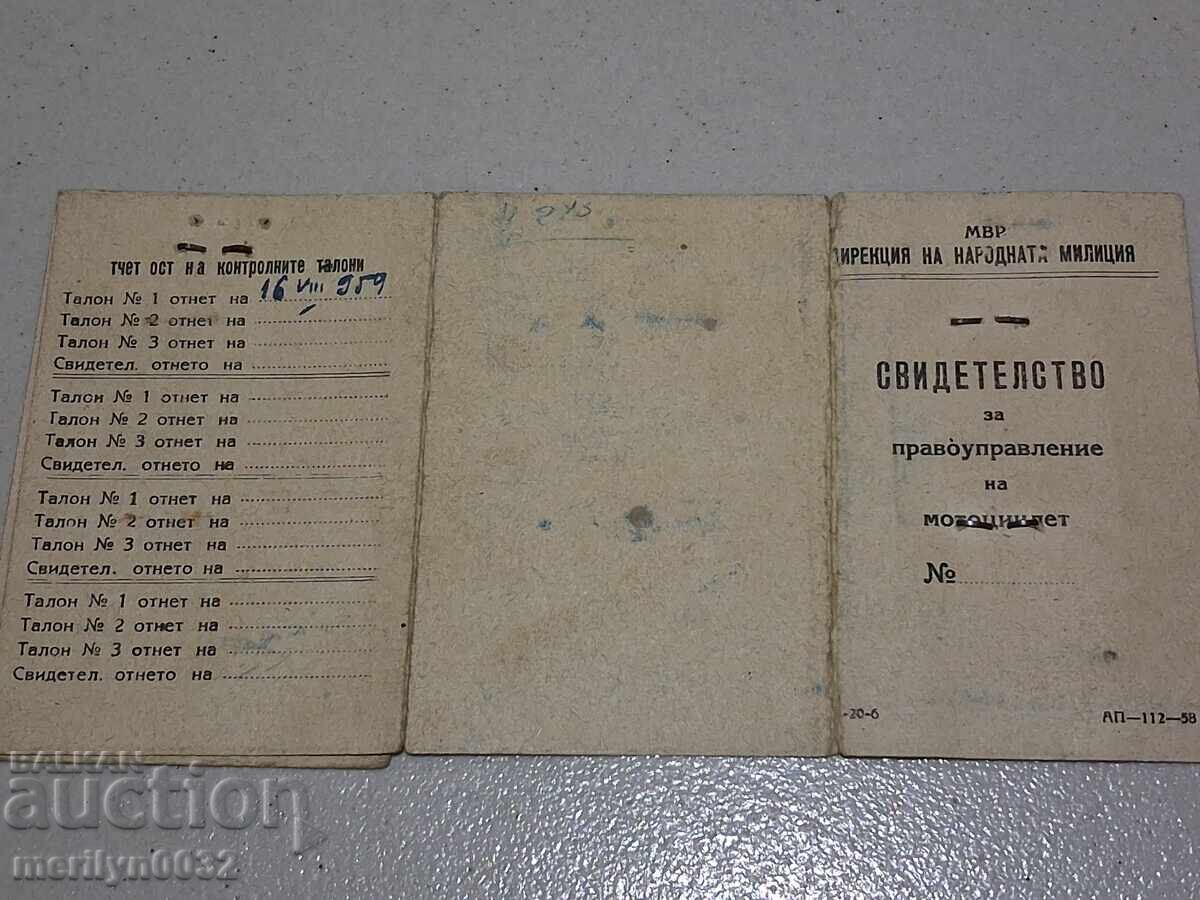 тчет ост на контролните талони
Талон № 1 отнет на 16 VIII 959
Талон № 2 отнет на
Талон № 3 отнет на
Свидетел. отнето на
Талон № 1 отнет на
Талон № 2 отнет на
Талон № 3 отнет на
Свидетел. отнето на
Талон № 1 отнет на
Талон № 2 отнет на
Талон № 3 отнет на
Свидетел. отнето на
Талон № 1 отнет на
Талон № 2 отнет на
Талон № 3 отнет на
Свидетел. отнето на
МВР
ДИРЕКЦИЯ НА НАРОДНАТА МИЛИЦИЯ
СВИДЕТЕЛСТВО
за
правоуправление
на
мотоциклет
№
-20-6
АП—112—58
BALKAN
auction
merilyn0032